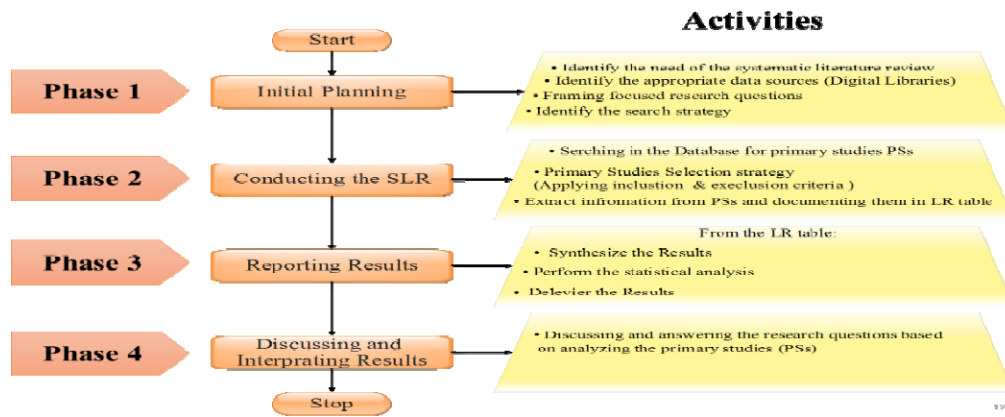 Activities
Start
Phase 1
Initial Planning
• Identify the need of the systematic literature review
• Identify the appropriate data sources (Digital Libraries)
• Framing focused research questions
• Identify the search strategy
Phase 2
Conducting the SLR
• Serching in the Database for primary studies PSs
• Primary Studies Selection strategy
(Applying inclustion & execlusion criteria )
• Extract infromation from PSs and documenting them in LR table
Phase 3
Reporting Results
From the LR table:
• Synthesize the Results
• Perform the statistical analysis
• Delevier the Results
Phase 4
Discussing and
Interprating Results
• Discussing and answering the research questions based
on analyzing the primary studies (PSs)
Stop